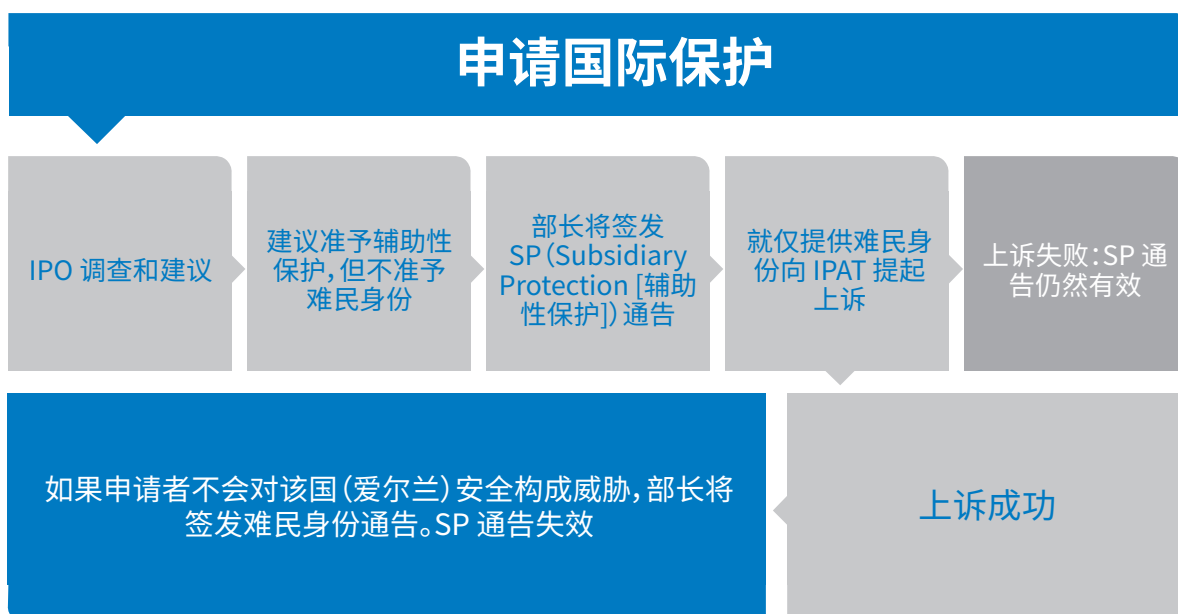 申请国际保护
IPO 调查和建议
建议准予辅助性
保护，但不准予
难民身份
部长将签发
SP（Subsidiary
Protection [辅助
性保护]）通告
就仅提供难民身
份向 IPAT 提起
上诉
上诉失败：SP 通
告仍然有效
如果申请者不会对该国（爱尔兰）安全构成威胁，部长将
签发难民身份通告。SP 通告失效
上诉成功